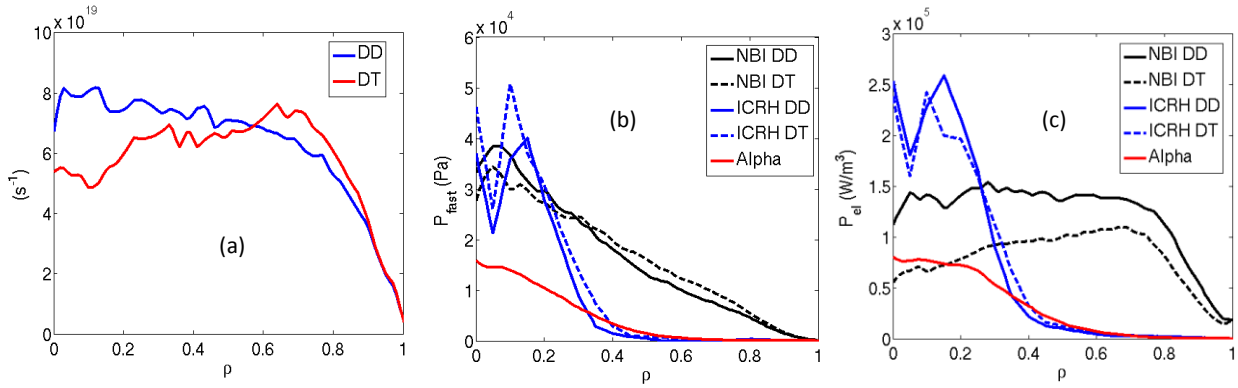 x 10^19
10
8
6
4
2
0
0 0.2 0.4 0.6 0.8 1
(s^-1)
ρ
DD
DT
(a)
x 10^4
6
5
4
3
2
1
0
0 0.2 0.4 0.6 0.8 1
P_fast (Pa)
ρ
NBI DD
NBI DT
ICRH DD
ICRH DT
Alpha
(b)
x 10^5
3
2.5
2
1.5
1
0.5
0
0 0.2 0.4 0.6 0.8 1
P_el (W/m^3)
ρ
NBI DD
NBI DT
ICRH DD
ICRH DT
Alpha
(c)